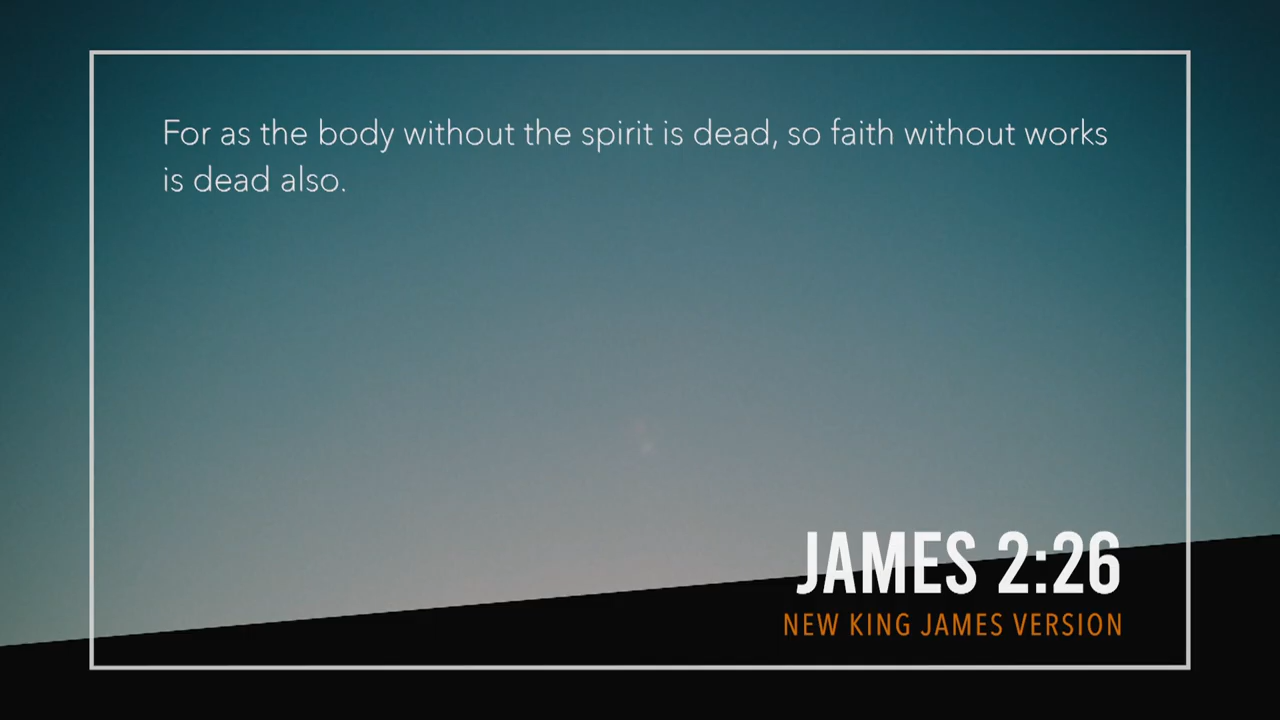 For as the body without the spirit is dead, so faith without works
is dead also.
JAMES 2:26
NEW KING JAMES VERSION